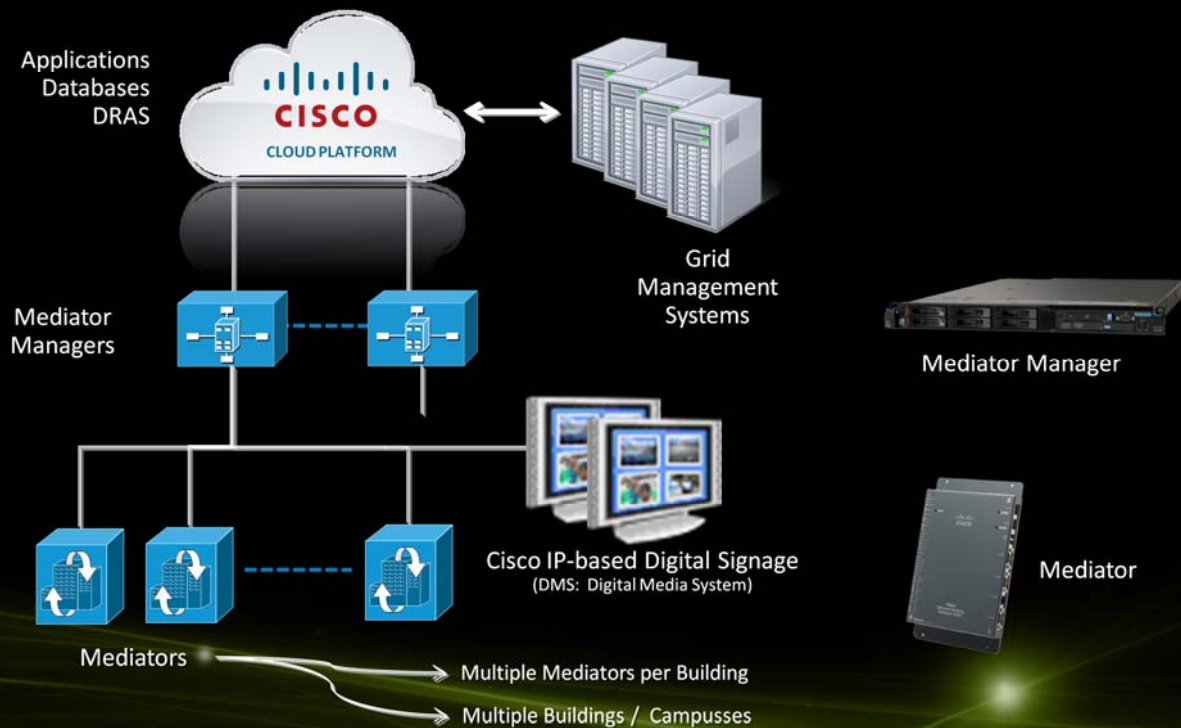 Applications
Databases
DRAS
CISCO
CLOUD PLATFORM
Grid
Management
Systems
Mediator
Managers
Mediator Manager
Cisco IP-based Digital Signage
(DMS: Digital Media System)
CISCO
Mediator
Mediators
Multiple Mediators per Building
Multiple Buildings / Campusses